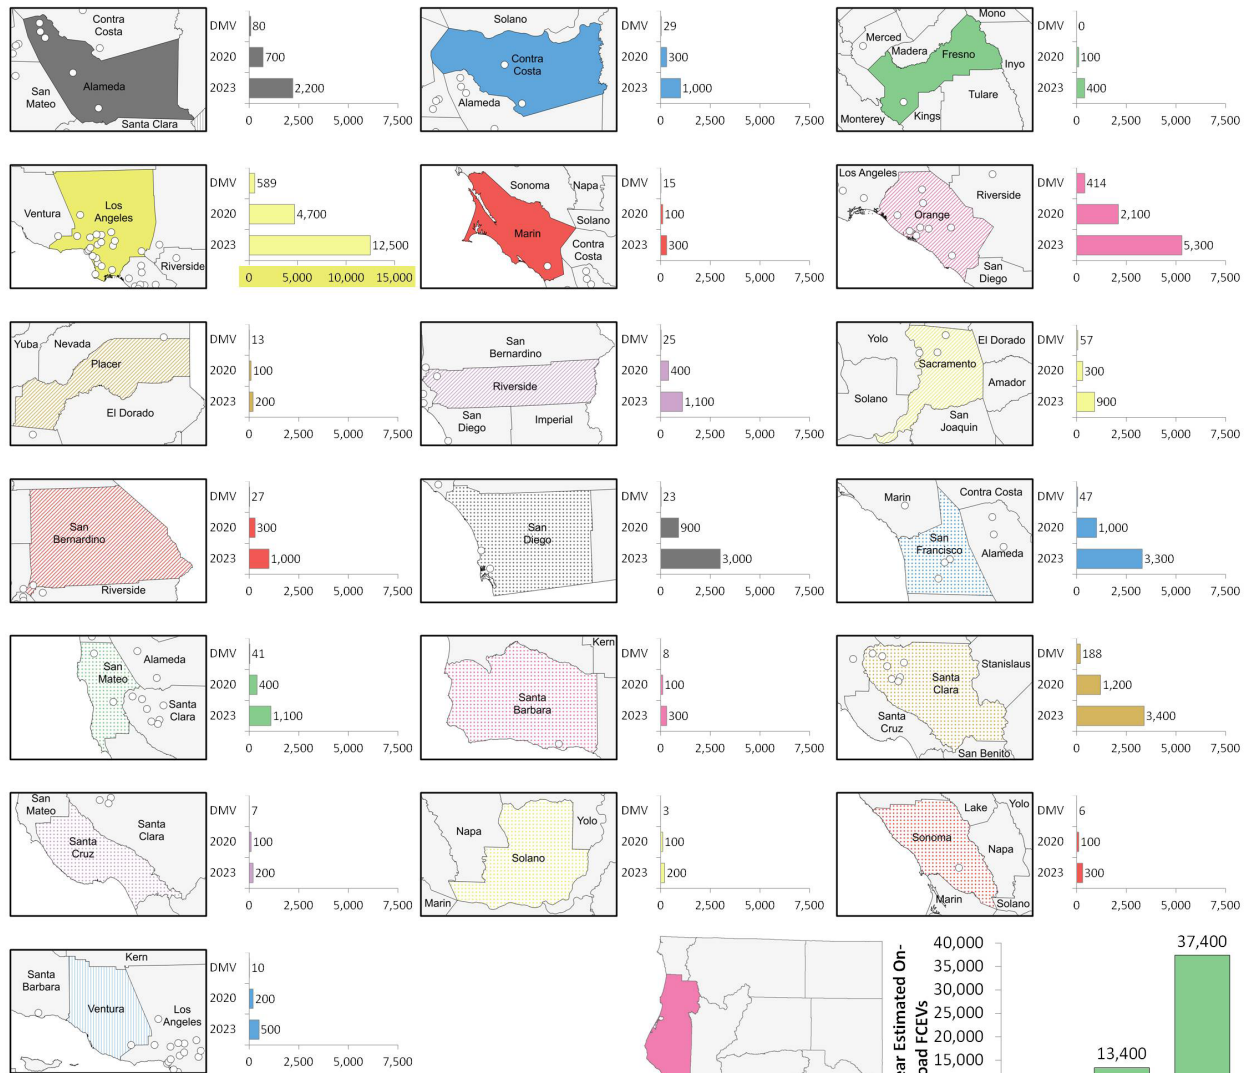 Contra
Costa
Alameda
San
Mateo
Santa Clara
DMV 80
2020 700
2023 2,200
0 2,500 5,000 7,500
Solano
Contra
Costa
Alameda
DMV 29
2020 300
2023 1,000
0 2,500 5,000 7,500
Mono
Merced
Madera
Fresno
Inyo
Tulare
Monterey
Kings
DMV 0
2020 100
2023 400
0 2,500 5,000 7,500
Ventura
Los
Angeles
Riverside
DMV 589
2020 4,700
2023 12,500
0 5,000 10,000 15,000
Sonoma
Napa
Solano
Marin
Contra
Costa
DMV 15
2020 100
2023 300
0 2,500 5,000 7,500
Los Angeles
Riverside
Orange
San
Diego
DMV 414
2020 2,100
2023 5,300
0 2,500 5,000 7,500
Yuba
Nevada
Placer
El Dorado
DMV 13
2020 100
2023 200
0 2,500 5,000 7,500
San
Bernardino
Riverside
San
Diego
Imperial
DMV 25
2020 400
2023 1,100
0 2,500 5,000 7,500
Yolo
El Dorado
Sacramento
Amador
Solano
San
Joaquin
DMV 57
2020 300
2023 900
0 2,500 5,000 7,500
San
Bernardino
Riverside
DMV 27
2020 300
2023 1,000
0 2,500 5,000 7,500
San
Diego
DMV 23
2020 900
2023 3,000
0 2,500 5,000 7,500
Marin
Contra Costa
San
Francisco
Alameda
DMV 47
2020 1,000
2023 3,300
0 2,500 5,000 7,500
San
Mateo
Alameda
Santa
Clara
DMV 41
2020 400
2023 1,100
0 2,500 5,000 7,500
Kern
Santa
Barbara
DMV 8
2020 100
2023 300
0 2,500 5,000 7,500
Stanislaus
Santa
Clara
Santa
Cruz
San Benito
DMV 188
2020 1,200
2023 3,400
0 2,500 5,000 7,500
San
Mateo
Santa
Clara
Santa
Cruz
DMV 7
2020 100
2023 200
0 2,500 5,000 7,500
Napa
Yolo
Solano
Marin
DMV 3
2020 100
2023 200
0 2,500 5,000 7,500
Lake
Yolo
Sonoma
Napa
Marin
Solano
DMV 6
2020 100
2023 300
0 2,500 5,000 7,500
Kern
Santa
Barbara
Ventura
Los
Angeles
DMV 10
2020 200
2023 500
0 2,500 5,000 7,500
ear Estimated On-
oad FCEVs
40,000
35,000
30,000
25,000
20,000
15,000
13,400
37,400